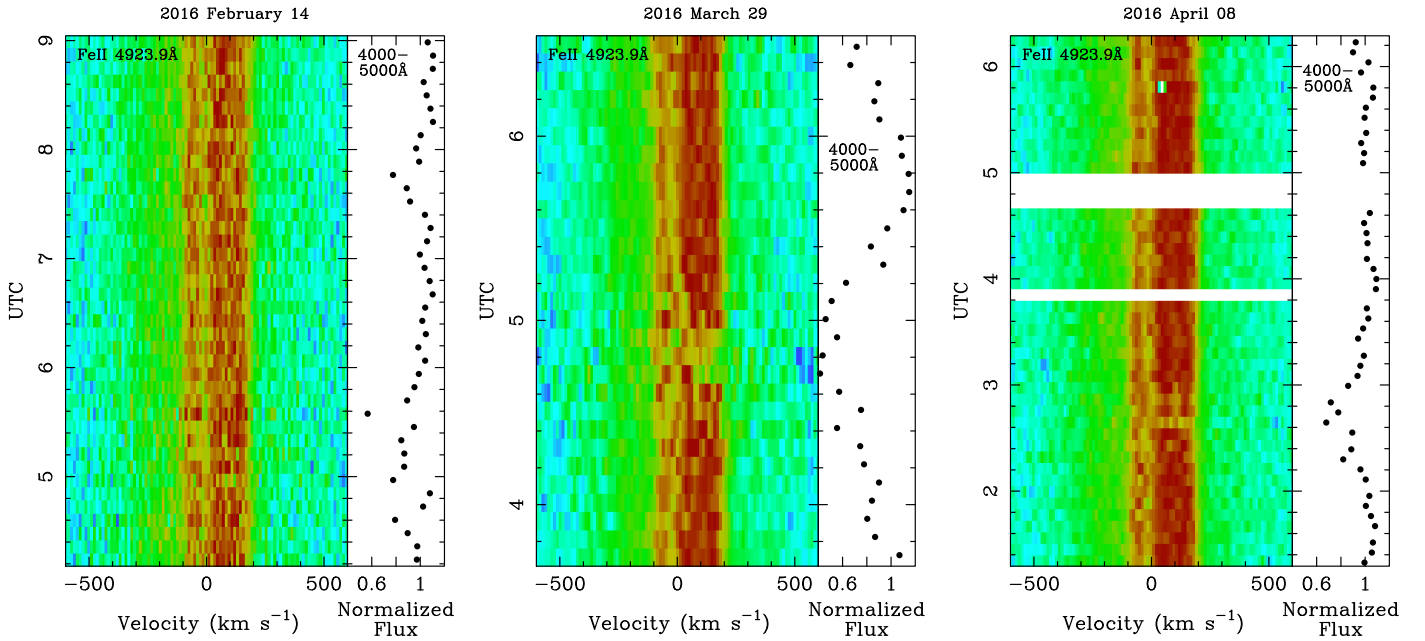 2016 February 14
2016 March 29
2016 April 08
FeII 4923.9Å
4000−
5000Å
UTC
9
8
7
6
5
−500
0
500
0.6
1
Velocity (km s−1)
Normalized
Flux
FeII 4923.9Å
4000−
5000Å
UTC
6
5
4
−500
0
500
0.6
1
Velocity (km s−1)
Normalized
Flux
FeII 4923.9Å
4000−
5000Å
UTC
6
5
4
3
2
−500
0
500
0.6
1
Velocity (km s−1)
Normalized
Flux